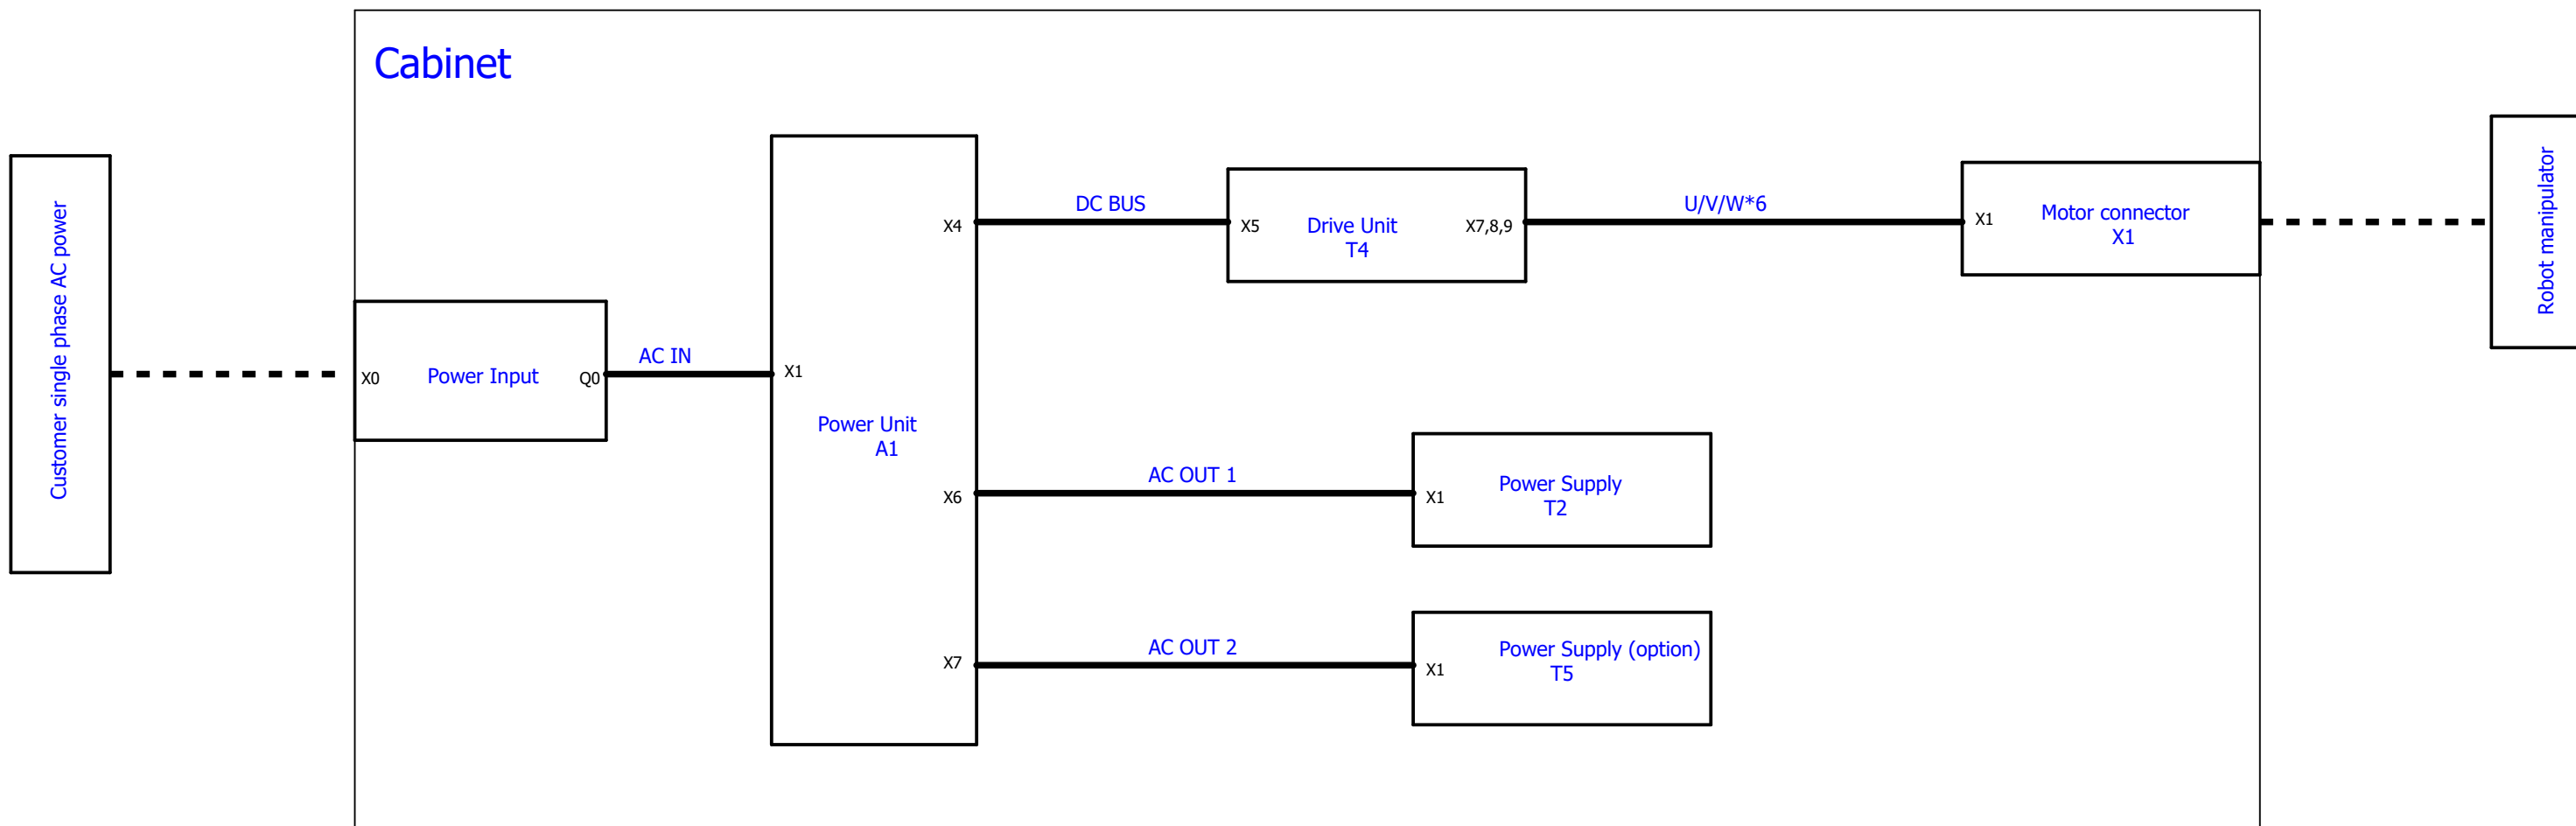 Cabinet
Customer single phase AC power
X0
Power Input
Q0
AC IN
X1
Power Unit
A1
X4
X6
X7
DC BUS
X5
Drive Unit
T4
X7,8,9
U/V/W*6
X1
Motor connector
X1
Robot manipulator
AC OUT 1
X1
Power Supply
T2
AC OUT 2
X1
Power Supply (option)
T5